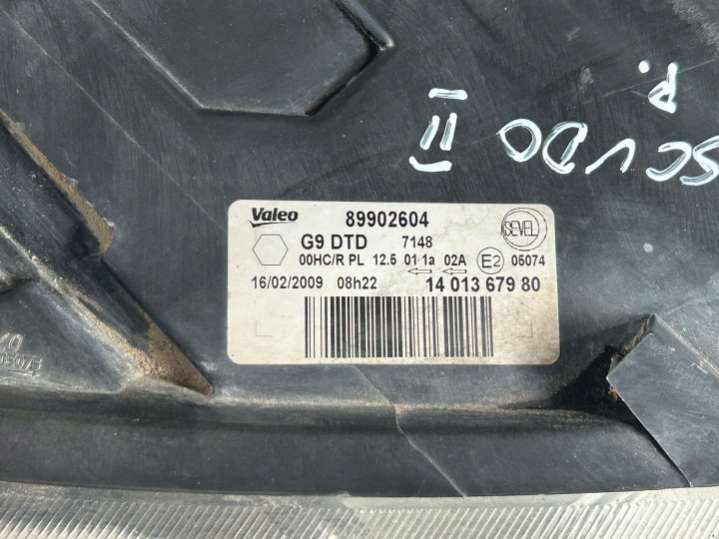 SCUDO II
P.
Valeo 89902604 SEVEL
G9 DTD 7148
00HC/R PL 12.5 01 1a 02A E2 05074
16/02/2009 08h22 14 013 679 80